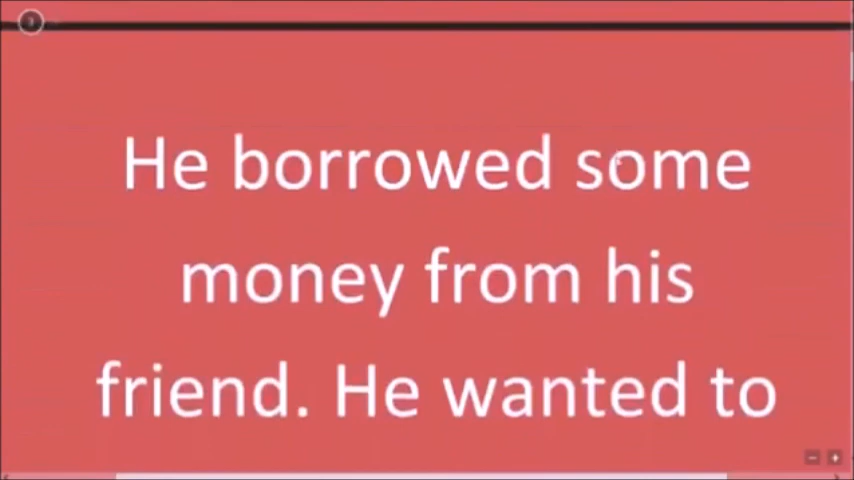 He borrowed some
money from his
friend. He wanted to